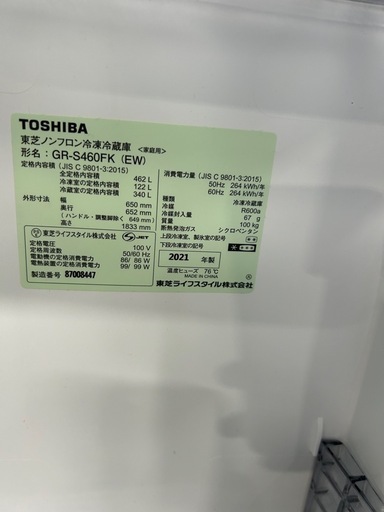 TOSHIBA
東芝ノンフロン冷凍冷蔵庫 <家庭用>
形名：GR-S460FK (EW)
定格内容積 (JIS C 9801-3:2015)
全定格内容積 462 L
冷凍室の定格内容積 122 L
冷蔵室の定格内容積 340 L
外形寸法 幅 650 mm
奥行 652 mm
(ハンドル・調整脚除く 649 mm)
高さ 1833 mm
東芝ライフスタイル株式会社 S-JET
定格電圧 100 V
定格周波数 50/60 Hz
電動機の定格消費電力 86/ 86 W
電熱装置の定格消費電力 99/ 99 W
製造番号 87008447
消費電力量 (JIS C 9801-3:2015)
50Hz 264 kWh/年
60Hz 264 kWh/年
種類 冷凍冷蔵庫
冷媒 R600a
冷媒封入量 67 g
質量 100 kg
断熱発泡ガス シクロペンタン
上段冷凍室、製氷室の記号
下段冷凍室の記号
2021 年製
温度ヒューズ 76℃
MADE IN CHINA
東芝ライフスタイル株式会社